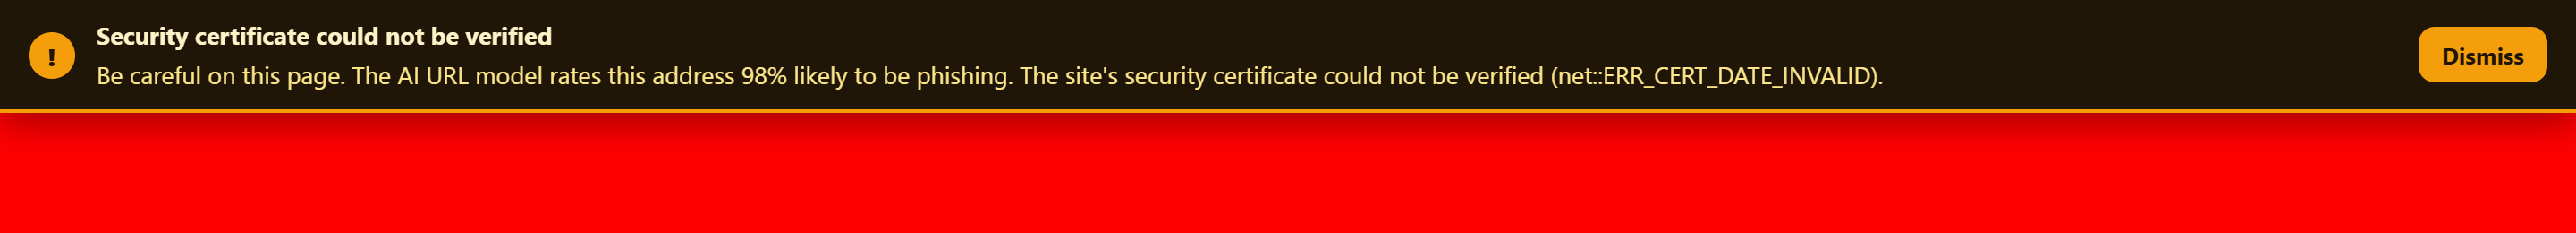 Security certificate could not be verified
!
Be careful on this page. The AI URL model rates this address 98% likely to be phishing. The site's security certificate could not be verified (net::ERR_CERT_DATE_INVALID).
Dismiss